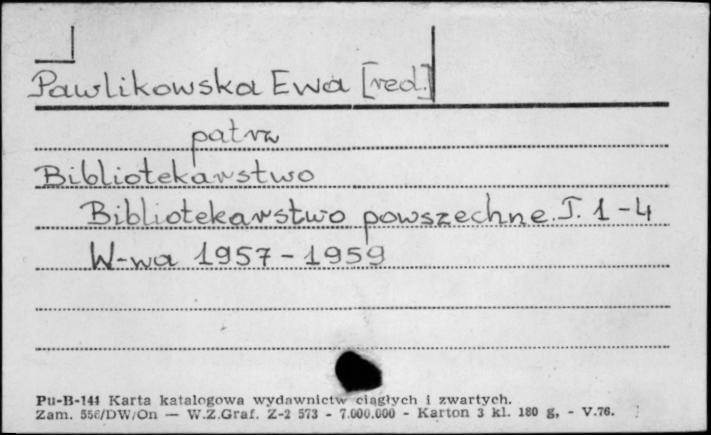 Pawlikowska Ewa [red.]
patrz
Bibliotekarstwo
Bibliotekarstwo powszechne. T. 1-4
W-wa 1957-1959
Pu-B-144 Karta katalogowa wydawnictw ciągłych i zwartych.
Zam. 556/DW/On — W.Z.Graf. Z-2 573 - 7.000.000 - Karton 3 kl. 180 g. - V.76.